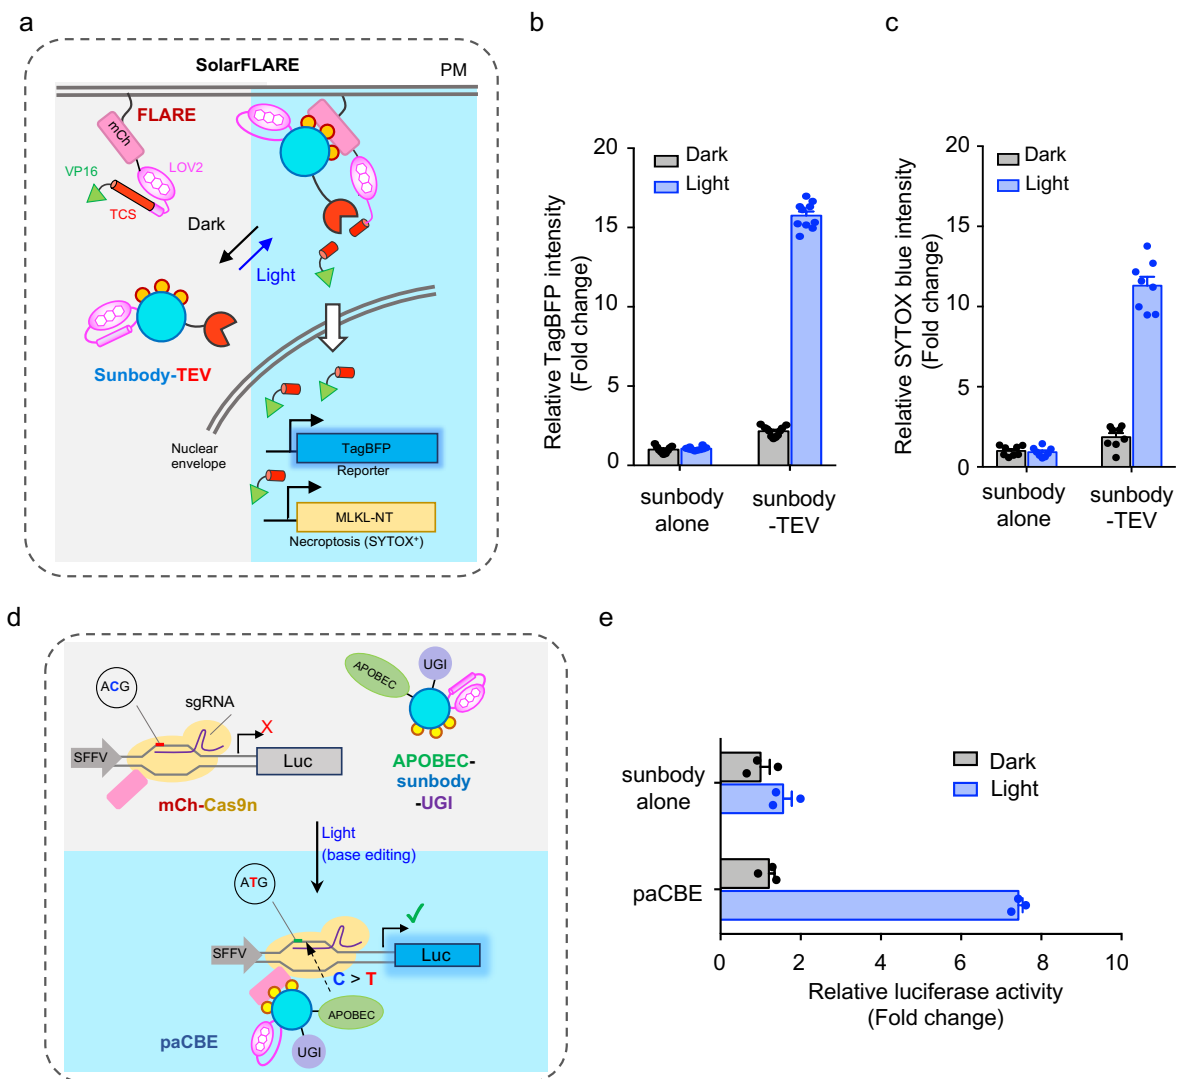 a
SolarFLARE
PM
FLARE
mCh
VP16
LOV2
TCS
Dark
Light
Sunbody-TEV
Nuclear
envelope
TagBFP
Reporter
MLKL-NT
Necroptosis (SYTOX⁺)
b
Relative TagBFP intensity
(Fold change)
20
15
10
5
0
Dark
Light
sunbody
alone
sunbody
-TEV
c
Relative SYTOX blue intensity
(Fold change)
20
15
10
5
0
Dark
Light
sunbody
alone
sunbody
-TEV
d
ACG
sgRNA
X
SFFV
Luc
mCh-Cas9n
APOBEC
UGI
APOBEC-
sunbody
-UGI
Light
(base editing)
ATG
SFFV
Luc
C > T
APOBEC
UGI
paCBE
e
Dark
Light
sunbody
alone
paCBE
0 2 4 6 8 10
Relative luciferase activity
(Fold change)